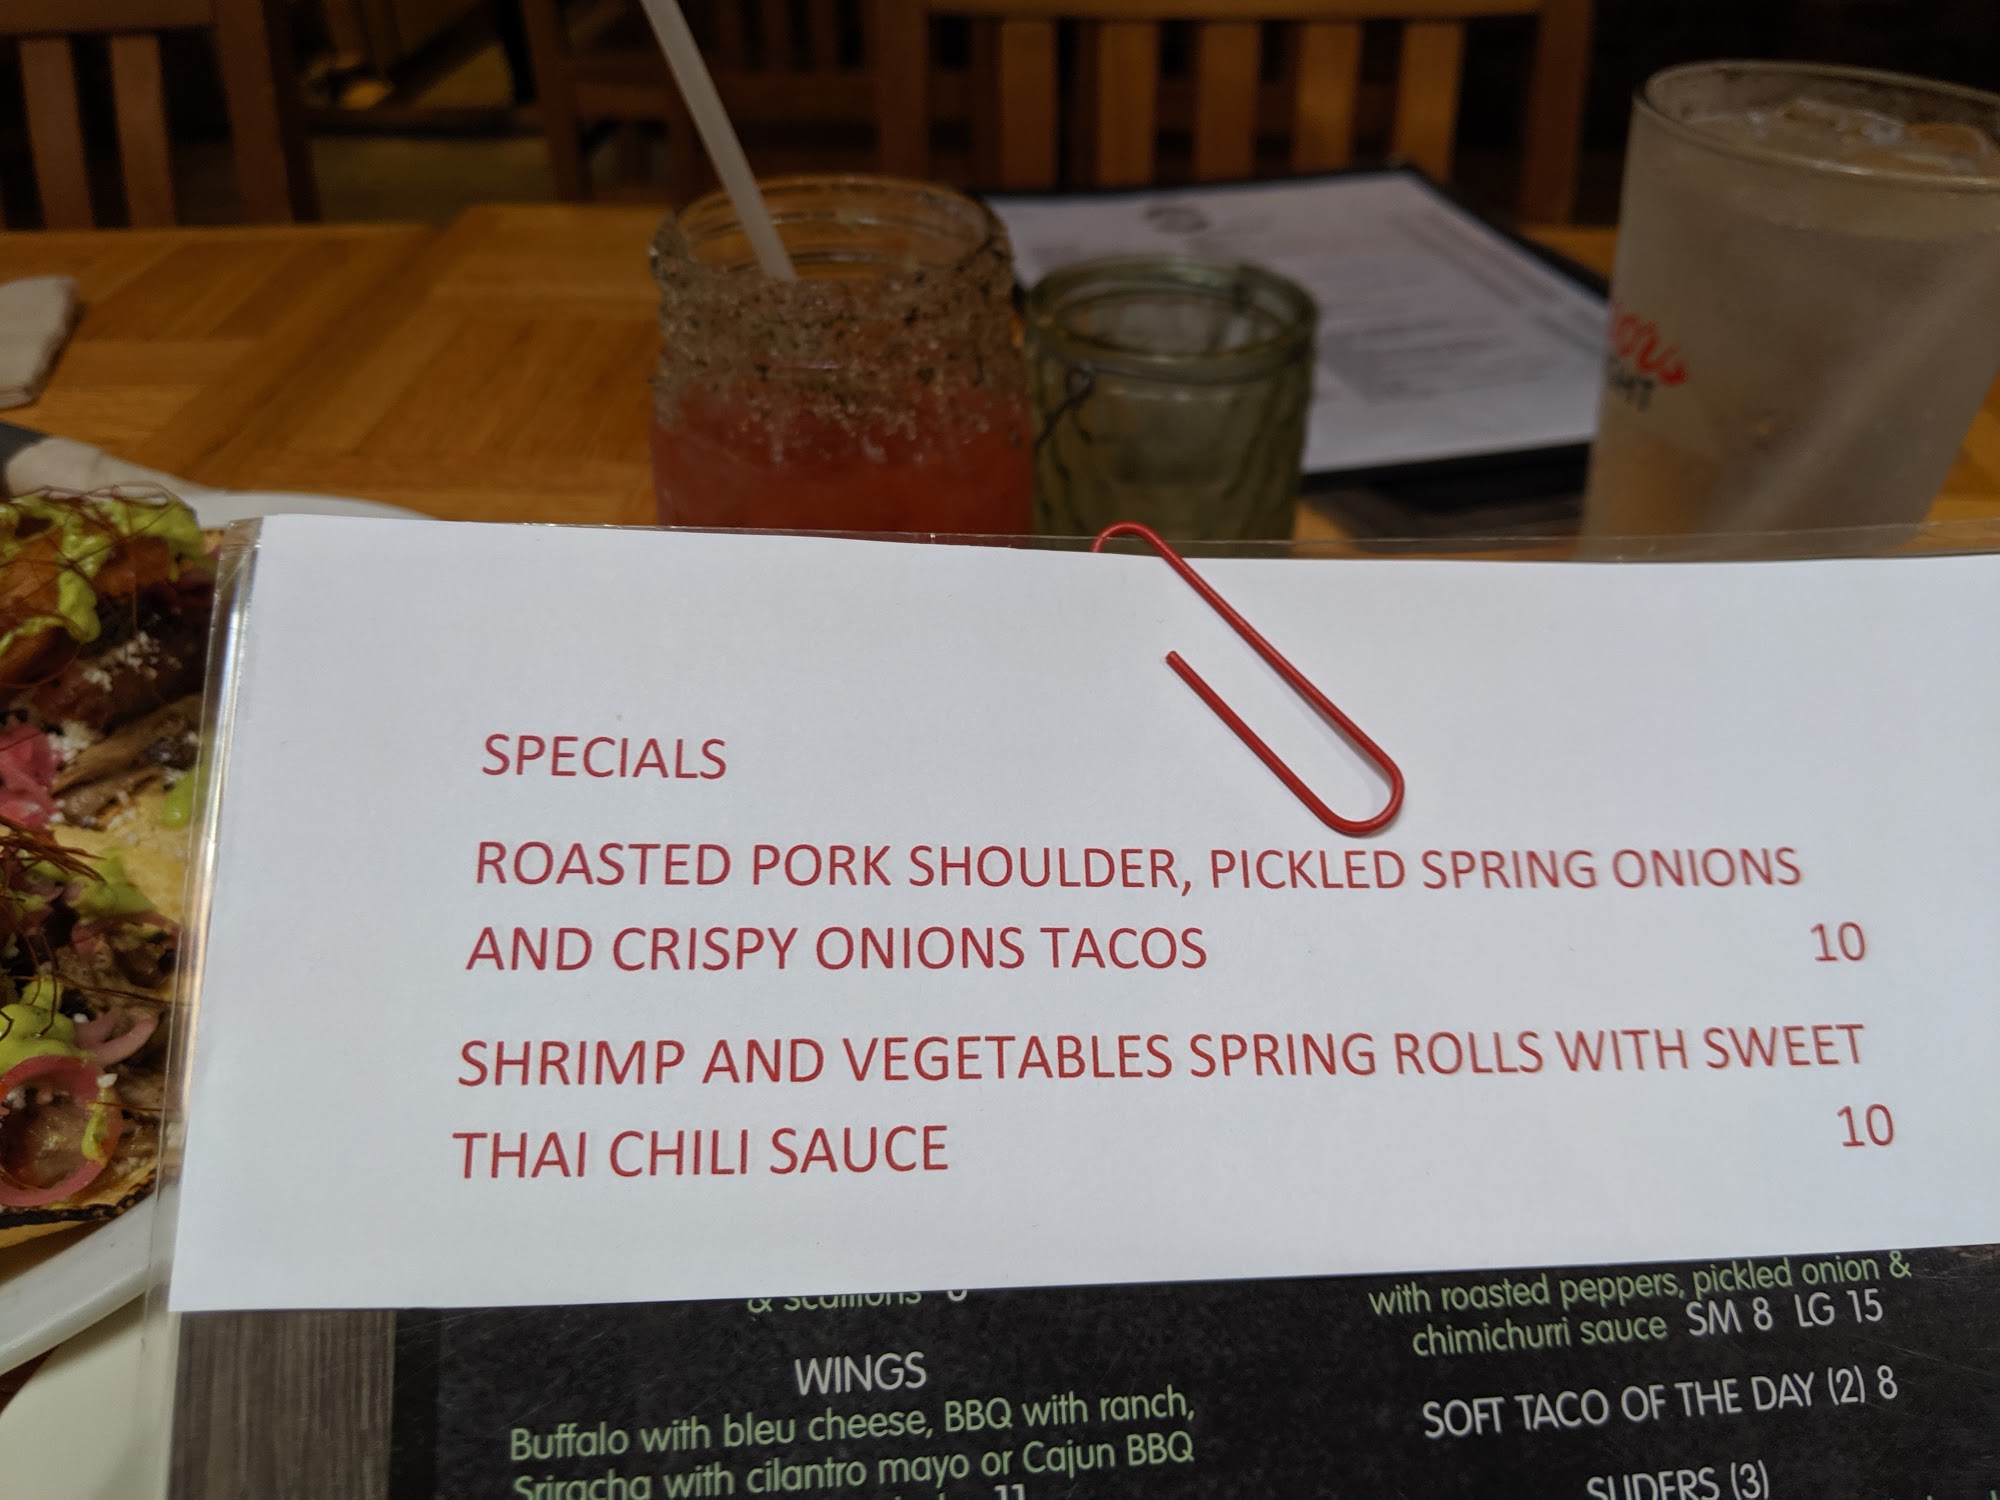 SPECIALS
ROASTED PORK SHOULDER, PICKLED SPRING ONIONS
AND CRISPY ONIONS TACOS 10
SHRIMP AND VEGETABLES SPRING ROLLS WITH SWEET
THAI CHILI SAUCE 10
& scallions
WINGS
Buffalo with bleu cheese, BBQ with ranch,
Sriracha with cilantro mayo or Cajun BBQ
11
with roasted peppers, pickled onion &
chimichurri sauce SM 8 LG 15
SOFT TACO OF THE DAY (2) 8
SLIDERS (3)